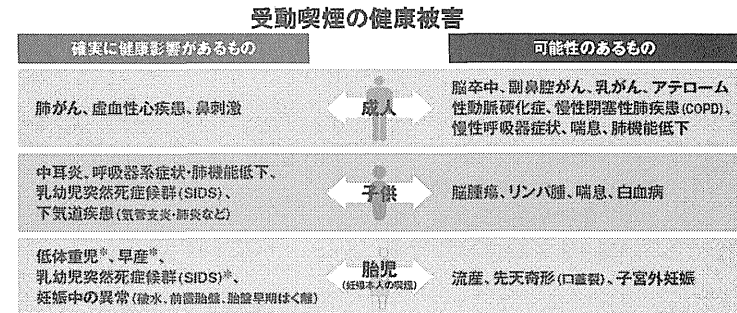 受動喫煙の健康被害
確実に健康影響があるもの
可能性のあるもの
肺がん、虚血性心疾患、鼻刺激
成人
脳卒中、副鼻腔がん、乳がん、アテローム
性動脈硬化症、慢性閉塞性肺疾患(COPD)、
慢性呼吸器症状、喘息、肺機能低下
中耳炎、呼吸器系症状・肺機能低下、
乳幼児突然死症候群(SIDS)、
下気道疾患(気管支炎・肺炎など)
子供
脳腫瘍、リンパ腫、喘息、白血病
低体重児※、早産※、
乳幼児突然死症候群(SIDS)※、
妊娠中の異常(破水、前置胎盤、胎盤早期はく離)
胎児
(妊婦本人の喫煙)
流産、先天奇形(口蓋裂)、子宮外妊娠